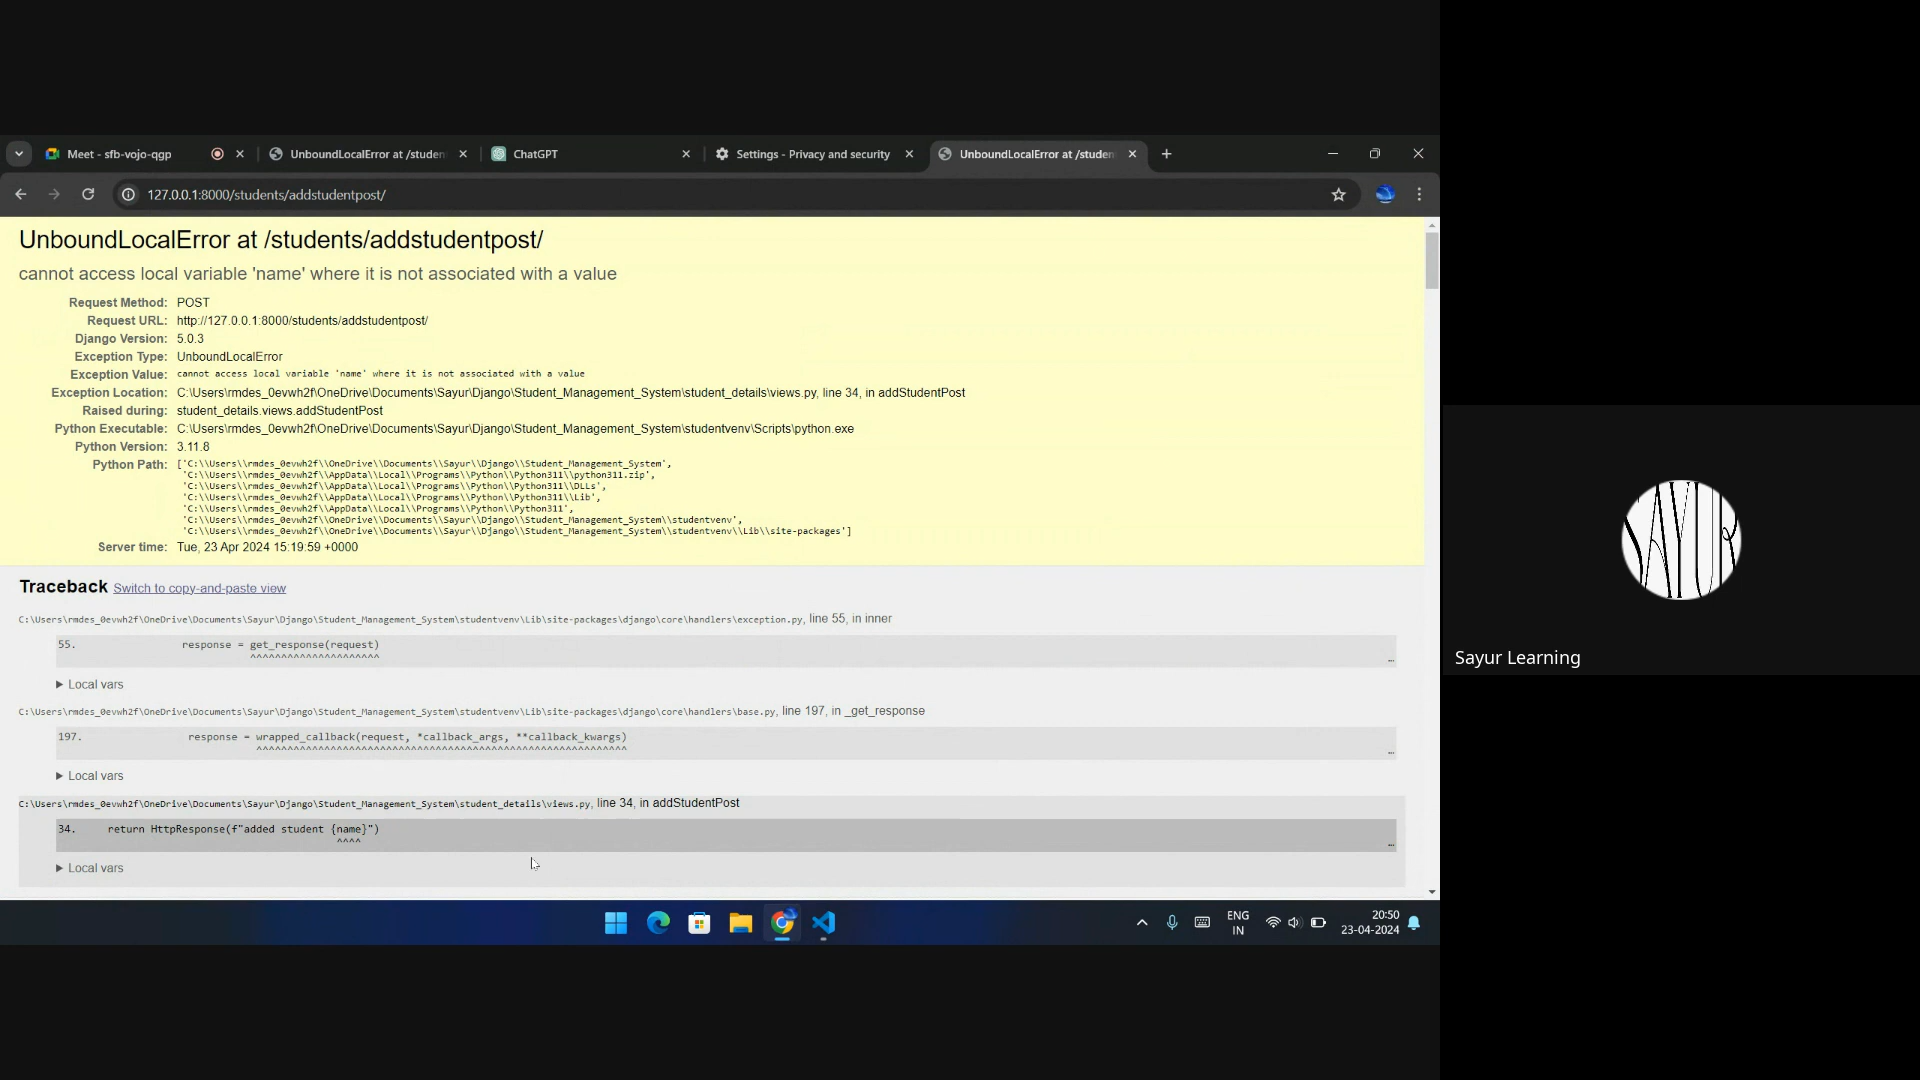 Meet - sfb-vojo-qgp
UnboundLocalError at /studen
ChatGPT
Settings - Privacy and security
UnboundLocalError at /studen
127.0.0.1:8000/students/addstudentpost/
UnboundLocalError at /students/addstudentpost/
cannot access local variable 'name' where it is not associated with a value
Request Method: POST
Request URL: http://127.0.0.1:8000/students/addstudentpost/
Django Version: 5.0.3
Exception Type: UnboundLocalError
Exception Value: cannot access local variable 'name' where it is not associated with a value
Exception Location: C:\Users\rmdes_0evwh2f\OneDrive\Documents\Sayur\Django\Student_Management_System\student_details\views.py, line 34, in addStudentPost
Raised during: student_details.views.addStudentPost
Python Executable: C:\Users\rmdes_0evwh2f\OneDrive\Documents\Sayur\Django\Student_Management_System\studentvenv\Scripts\python.exe
Python Version: 3.11.8
Python Path: ['C:\\Users\\rmdes_0evwh2f\\OneDrive\\Documents\\Sayur\\Django\\Student_Management_System',
'C:\\Users\\rmdes_0evwh2f\\AppData\\Local\\Programs\\Python\\Python311\\python311.zip',
'C:\\Users\\rmdes_0evwh2f\\AppData\\Local\\Programs\\Python\\Python311\\DLLs',
'C:\\Users\\rmdes_0evwh2f\\AppData\\Local\\Programs\\Python\\Python311\\Lib',
'C:\\Users\\rmdes_0evwh2f\\AppData\\Local\\Programs\\Python\\Python311',
'C:\\Users\\rmdes_0evwh2f\\OneDrive\\Documents\\Sayur\\Django\\Student_Management_System\\studentvenv',
'C:\\Users\\rmdes_0evwh2f\\OneDrive\\Documents\\Sayur\\Django\\Student_Management_System\\studentvenv\\Lib\\site-packages']
Server time: Tue, 23 Apr 2024 15:19:59 +0000
Traceback Switch to copy-and-paste view
C:\Users\rmdes_0evwh2f\OneDrive\Documents\Sayur\Django\Student_Management_System\studentvenv\Lib\site-packages\django\core\handlers\exception.py, line 55, in inner
55. response = get_response(request)
^^^^^^^^^^^^^^^^^^^^^
…
Local vars
C:\Users\rmdes_0evwh2f\OneDrive\Documents\Sayur\Django\Student_Management_System\studentvenv\Lib\site-packages\django\core\handlers\base.py, line 197, in _get_response
197. response = wrapped_callback(request, *callback_args, **callback_kwargs)
^^^^^^^^^^^^^^^^^^^^^^^^^^^^^^^^^^^^^^^^^^^^^^^^^^^^^^^^^^^^
…
Local vars
C:\Users\rmdes_0evwh2f\OneDrive\Documents\Sayur\Django\Student_Management_System\student_details\views.py, line 34, in addStudentPost
34. return HttpResponse(f"added student {name}")
^^^^
…
Local vars
ENG
IN
20:50
23-04-2024
SAYUR
Sayur Learning